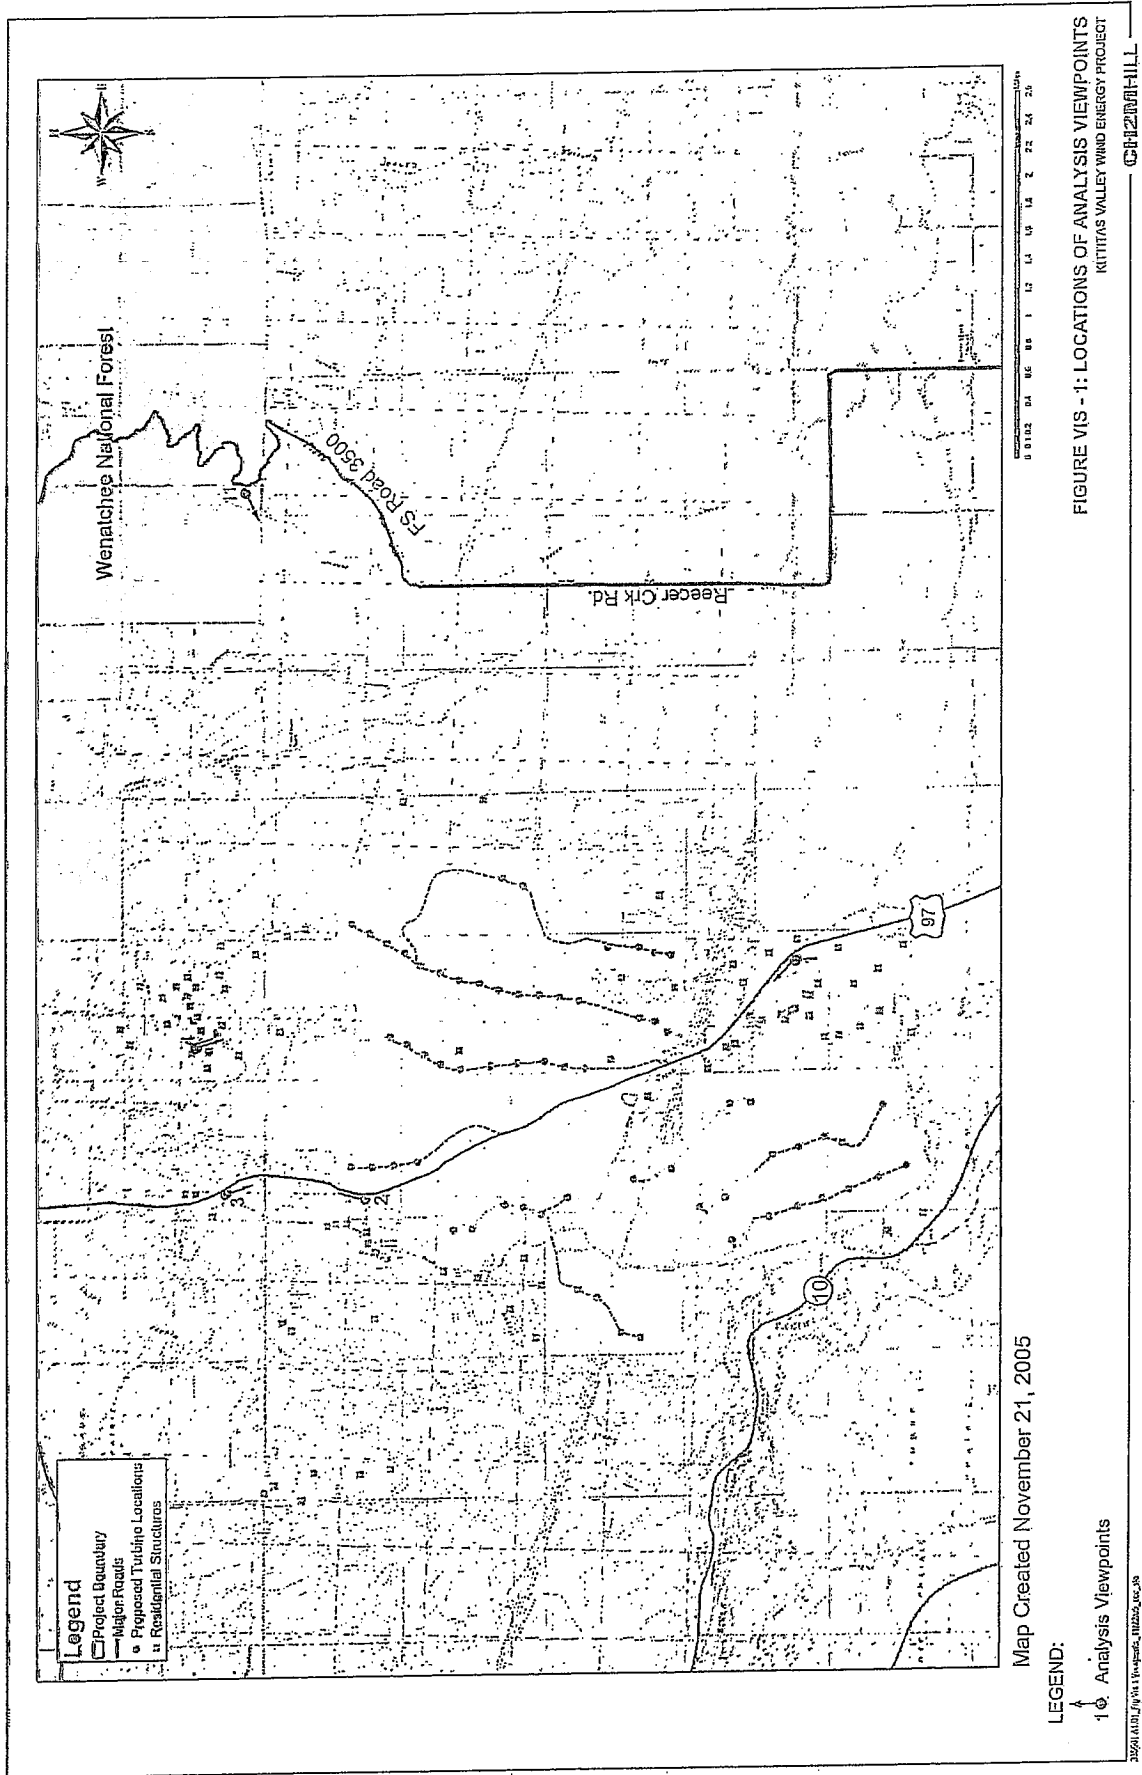 Wenatchee National Forest
FS Road 3500
Reecer Crk Rd.
97
10
1
2
3
Legend
Project Boundary
Major Roads
Proposed Turbine Locations
Residential Structures
Map Created November 21, 2005
LEGEND:
1 Analysis Viewpoints
FIGURE VIS - 1: LOCATIONS OF ANALYSIS VIEWPOINTS
KITTITAS VALLEY WIND ENERGY PROJECT
CH2MHILL